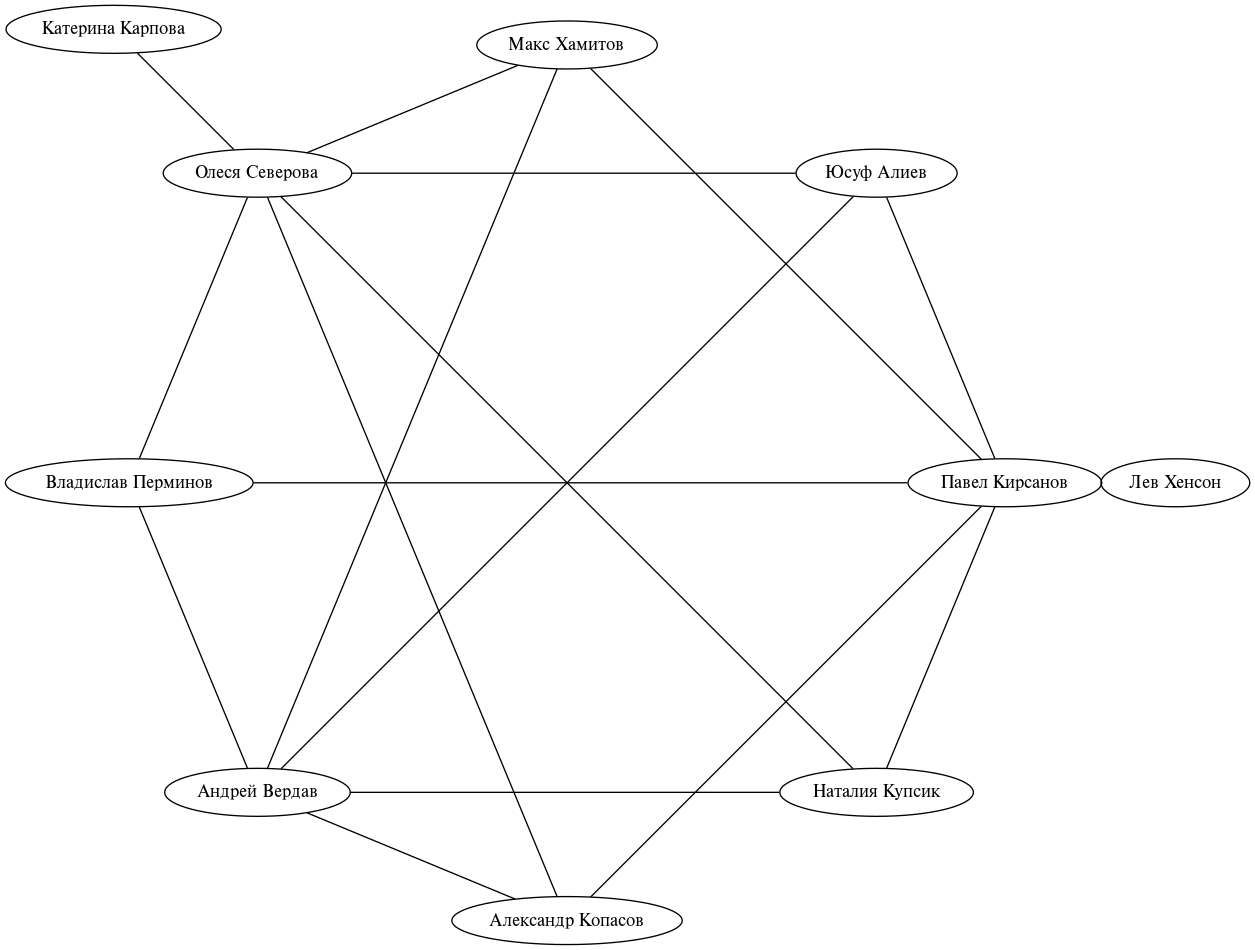 Катерина Карпова
Макс Хамитов
Олеся Северова
Юсуф Алиев
Владислав Перминов
Павел Кирсанов
Лев Хенсон
Андрей Вердав
Наталия Купсик
Александр Копасов